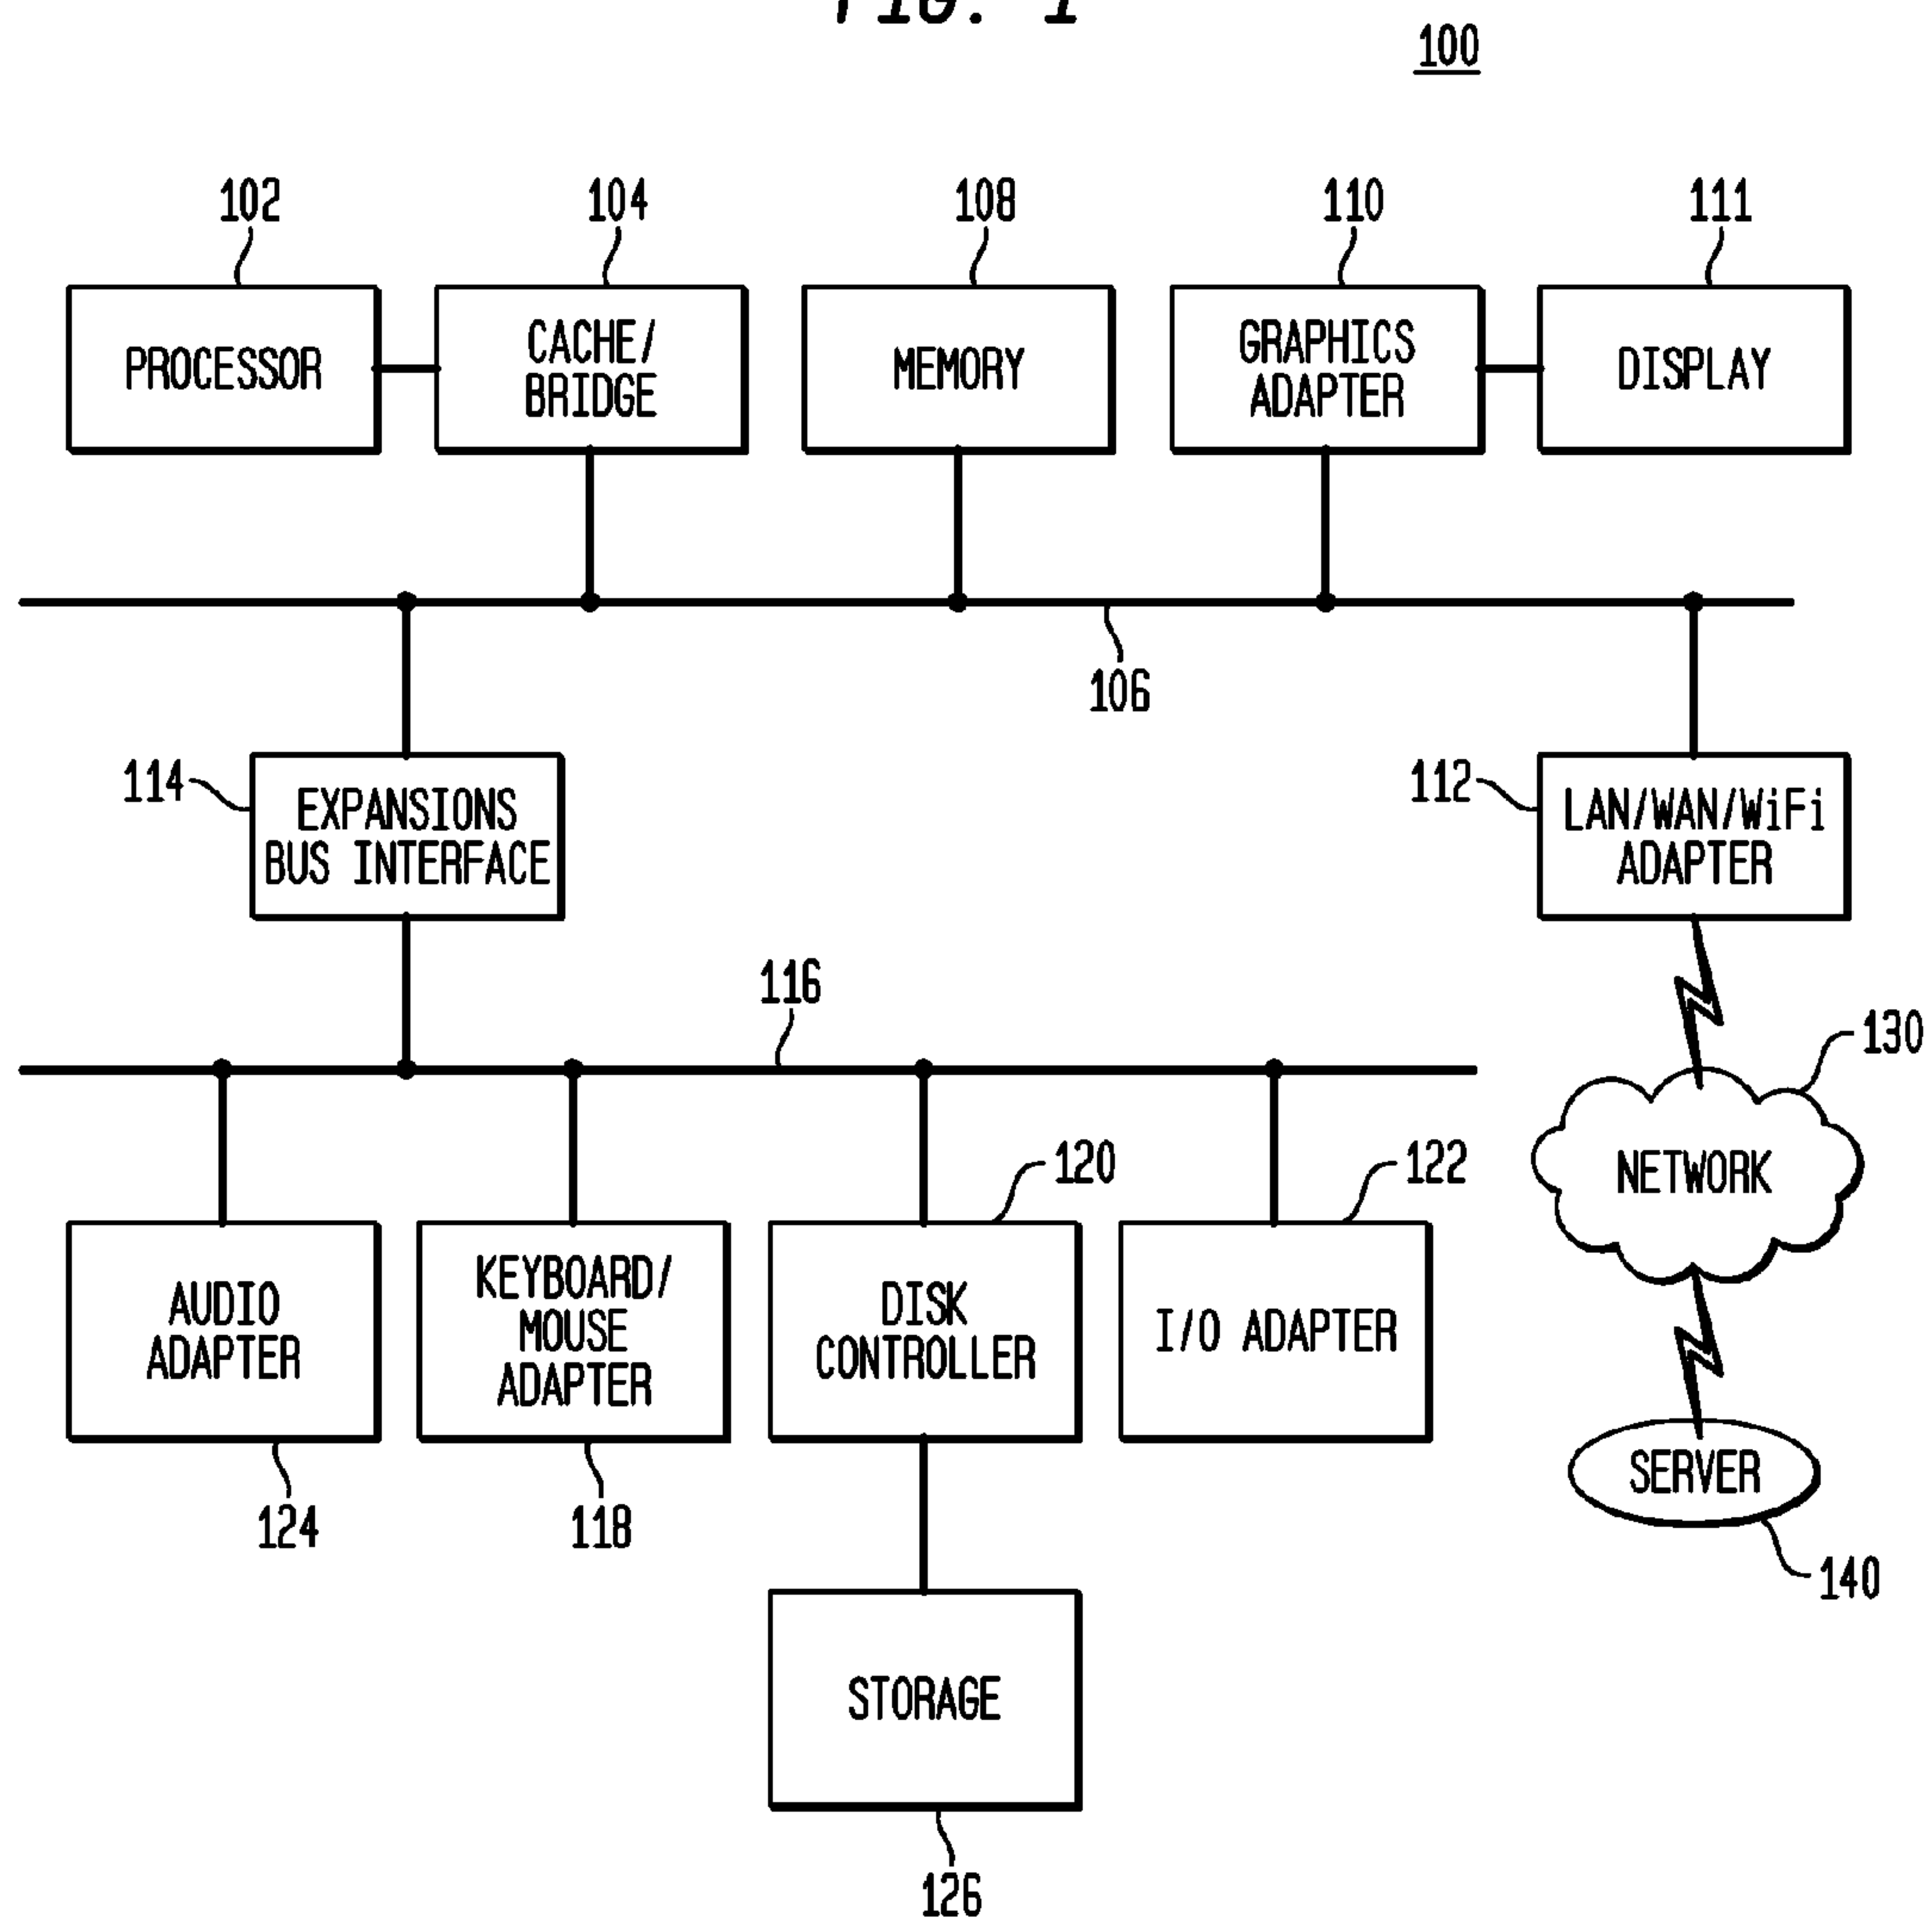 FIG. 1
100
102
104
108
110
111
PROCESSOR
CACHE/
BRIDGE
MEMORY
GRAPHICS
ADAPTER
DISPLAY
106
114
EXPANSIONS
BUS INTERFACE
112
LAN/WAN/WiFi
ADAPTER
116
130
NETWORK
120
122
AUDIO
ADAPTER
KEYBOARD/
MOUSE
ADAPTER
DISK
CONTROLLER
I/O ADAPTER
124
118
SERVER
140
STORAGE
126